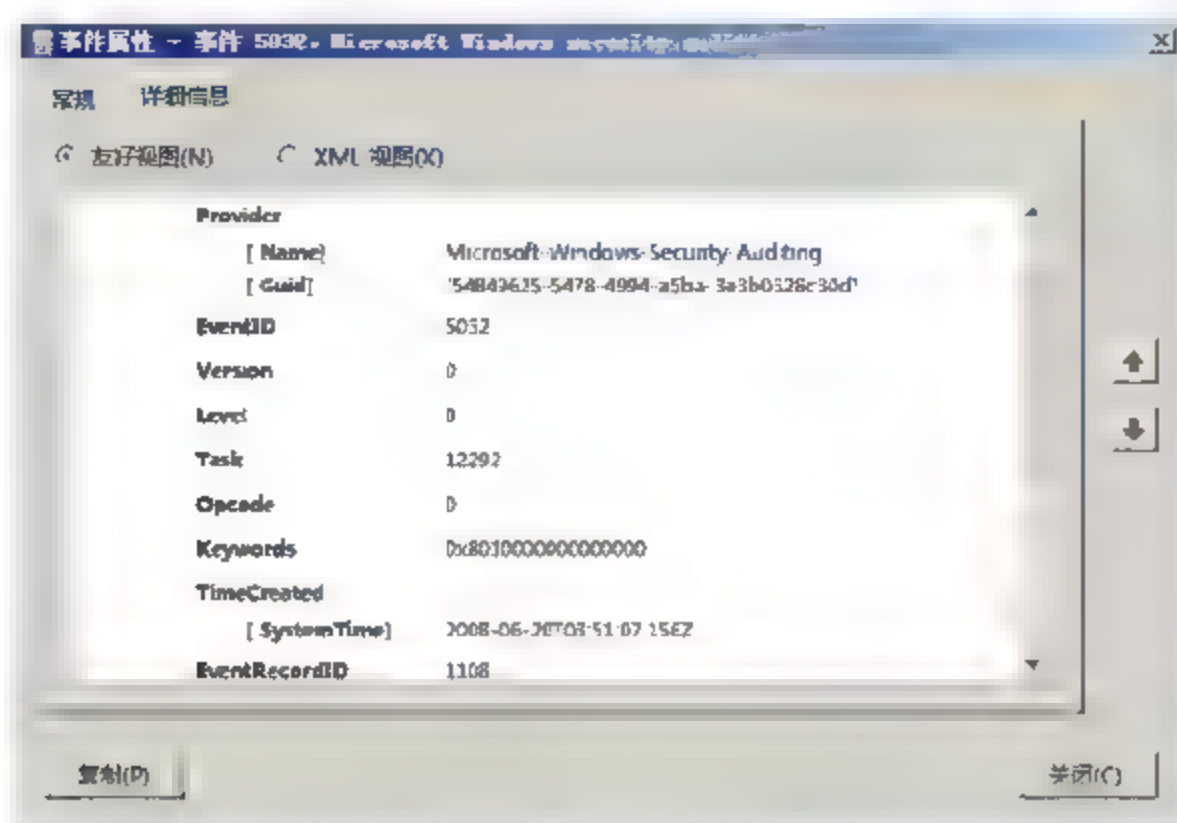 事件属性 - 事件 5032, Microsoft Windows security
常规 详细信息
友好视图(N) XML 视图(X)
Provider
[ Name] Microsoft-Windows-Security-Auditing
[ Guid]
EventID 5032
Version 0
Level 0
Task 12292
Opcode 0
Keywords 0x8010000000000000
TimeCreated
[ SystemTime]
EventRecordID 1108
复制(P) 关闭(C)